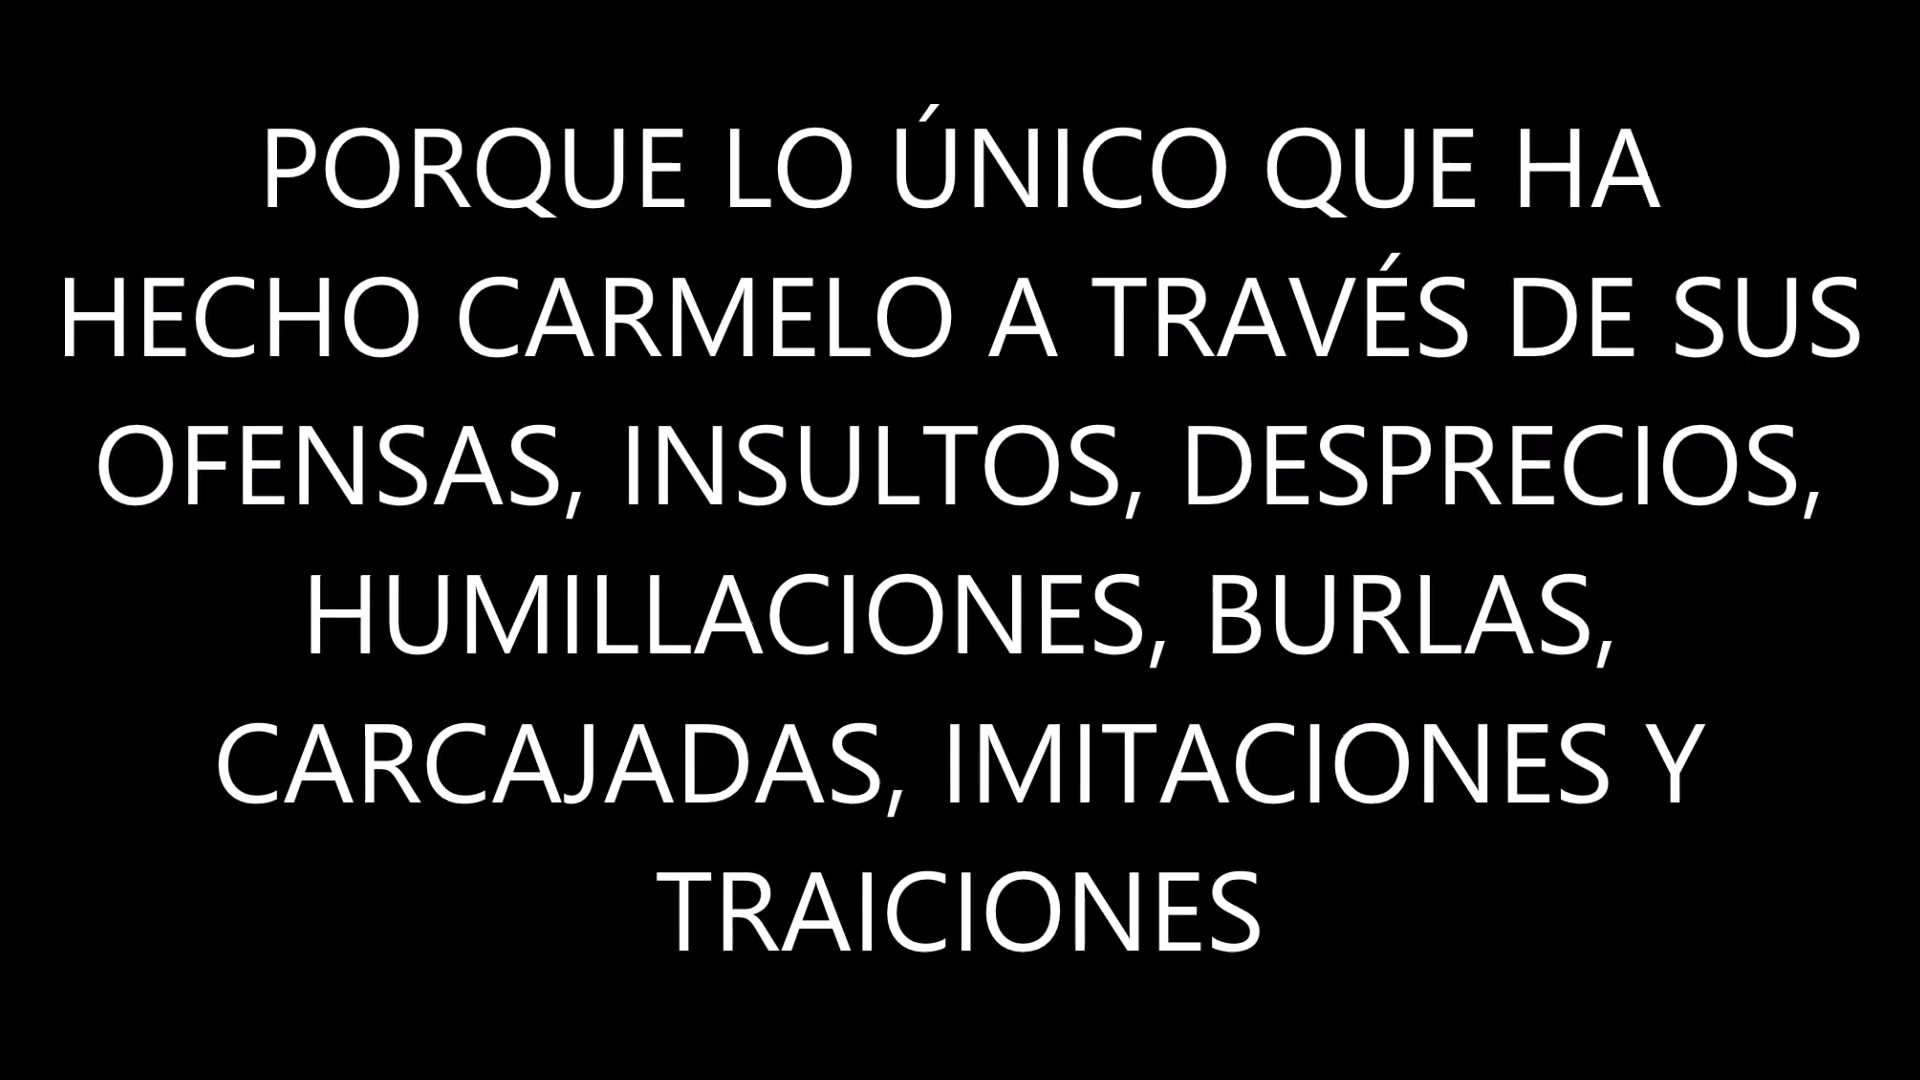 PORQUE LO ÚNICO QUE HA
HECHO CARMELO A TRAVÉS DE SUS
OFENSAS, INSULTOS, DESPRECIOS,
HUMILLACIONES, BURLAS,
CARCAJADAS, IMITACIONES Y
TRAICIONES